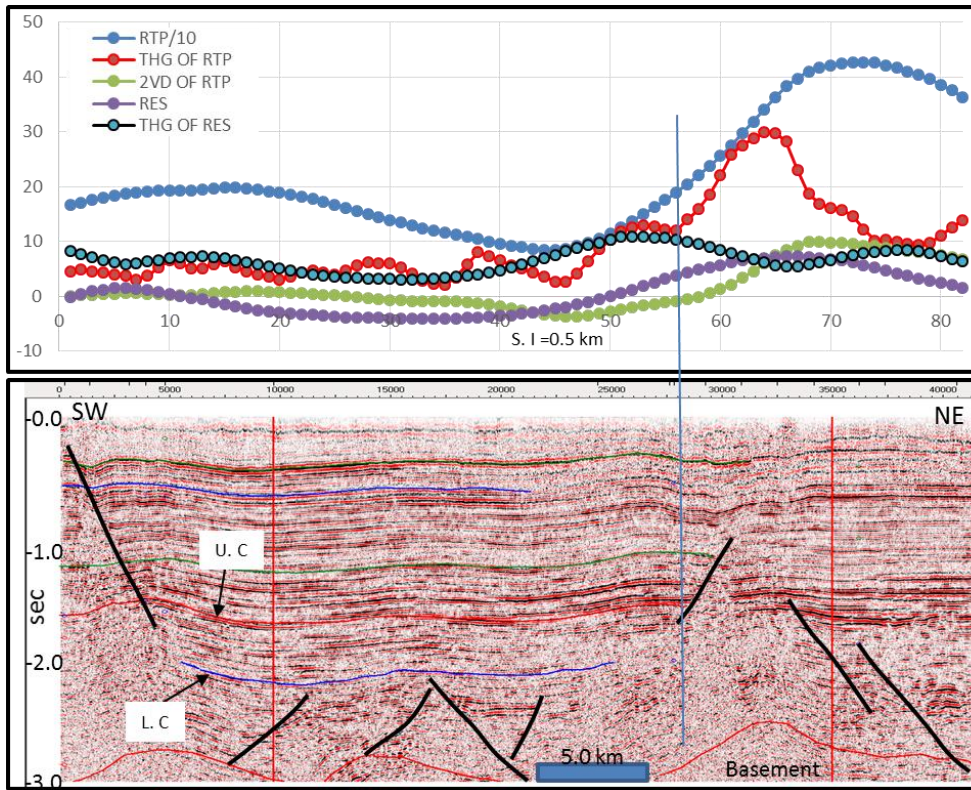 50
40
30
20
10
0
-10
RTP/10
THG OF RTP
2VD OF RTP
RES
THG OF RES
0 10 20 30 40 50 60 70 80
S. I =0.5 km
0 5000 10000 15000 20000 25000 30000 35000 40000
SW NE
-0.0
-1.0
sec
-2.0
-3.0
U. C
L. C
5.0 km
Basement